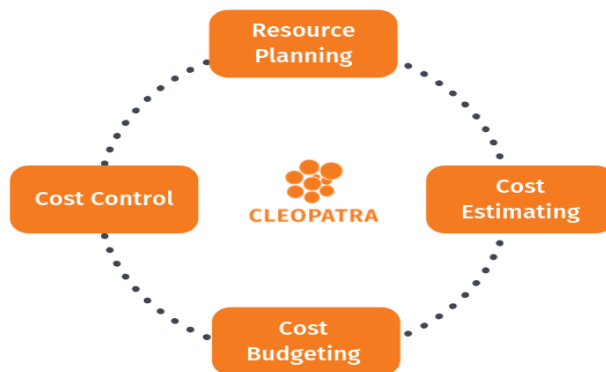 Resource
Planning
Cost Control
CLEOPATRA
Cost
Estimating
Cost
Budgeting